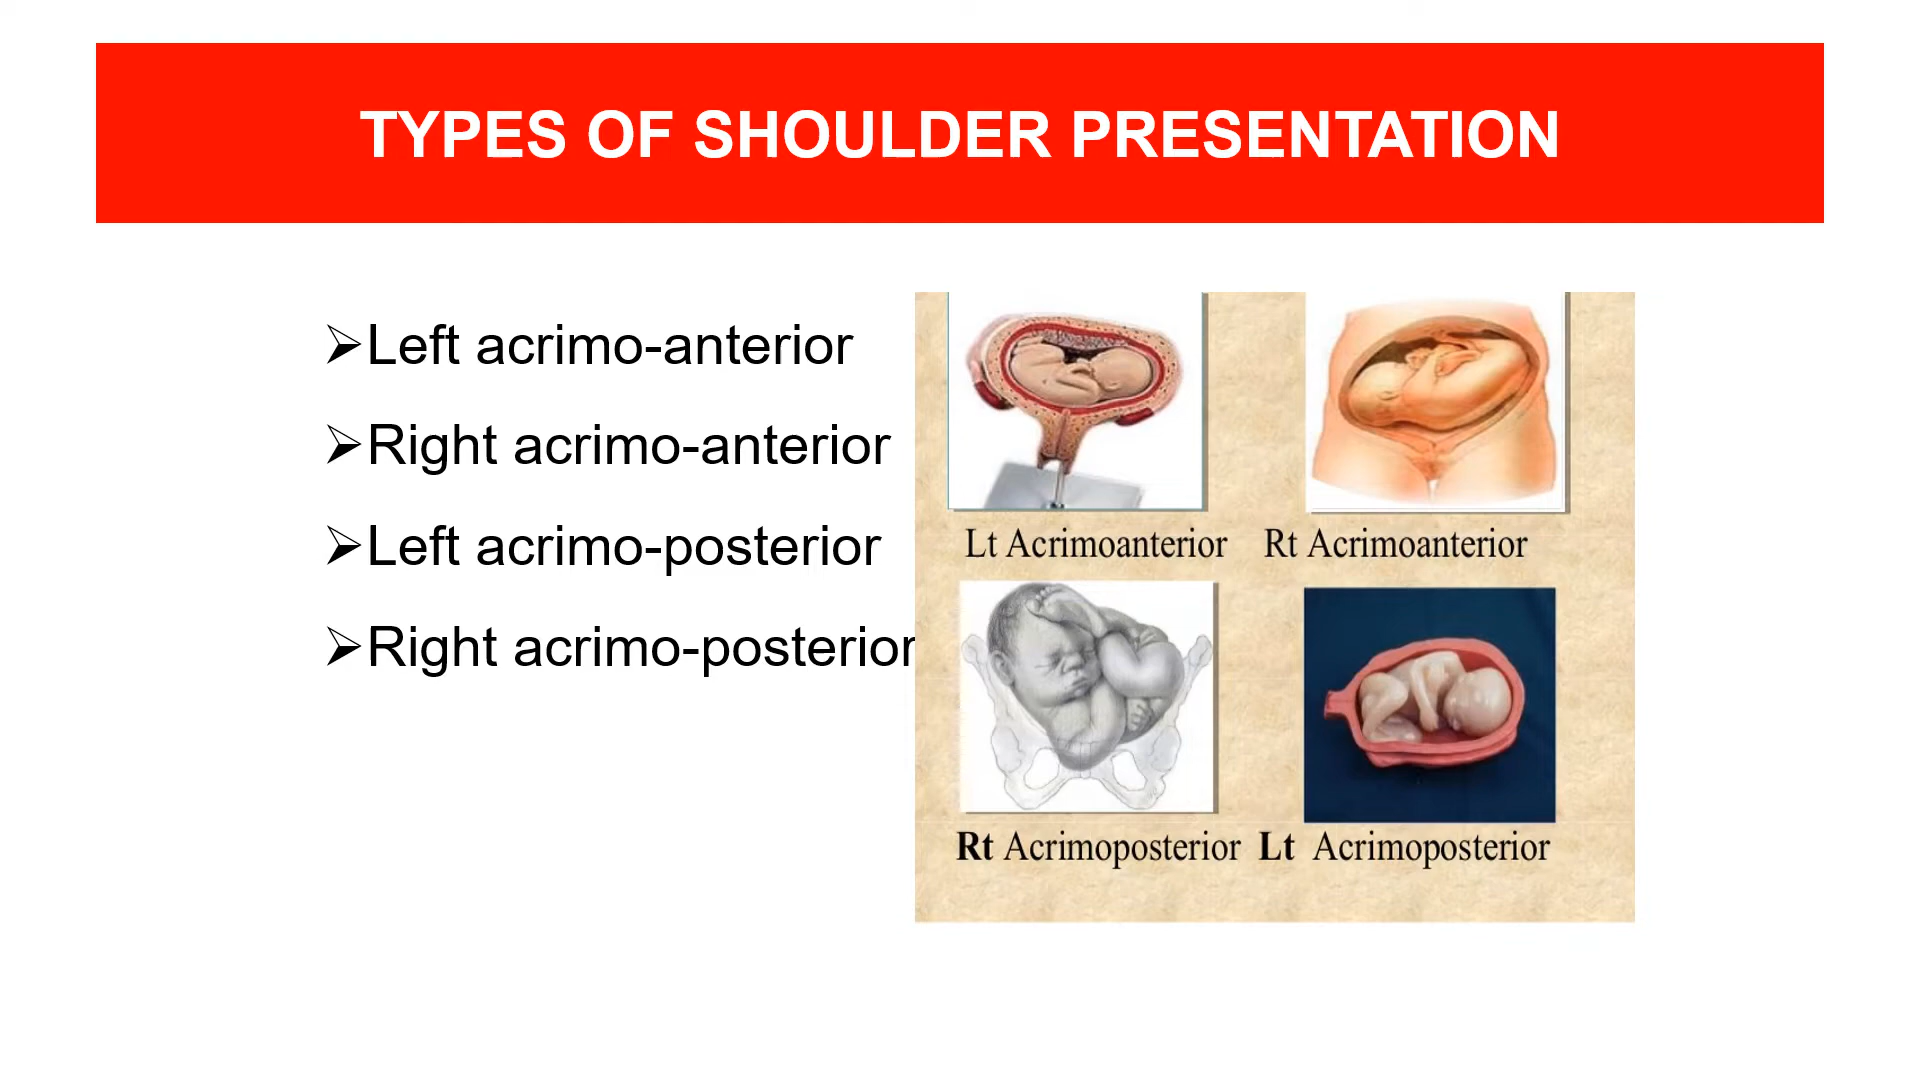 TYPES OF SHOULDER PRESENTATION
➢Left acrimo-anterior
➢Right acrimo-anterior
➢Left acrimo-posterior
➢Right acrimo-posterior
Lt Acrimoanterior Rt Acrimoanterior
Rt Acrimoposterior Lt Acrimoposterior